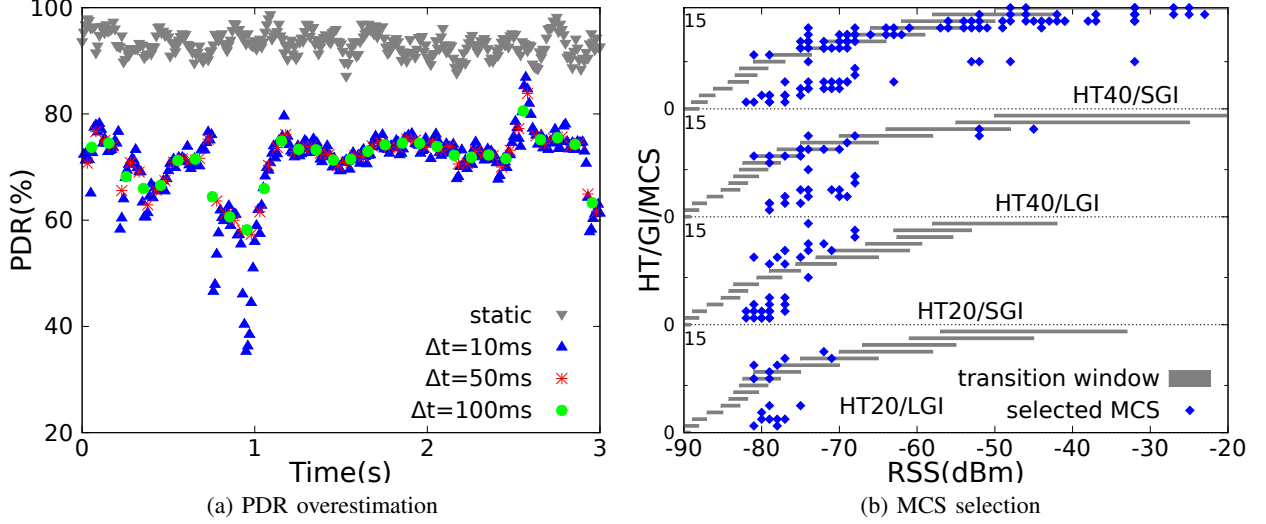 100
80
60
40
20
PDR(%)
0
1
2
3
Time(s)
static
Δt=10ms
Δt=50ms
Δt=100ms
(a) PDR overestimation
HT/GI/MCS
15
HT40/SGI
0
15
HT40/LGI
0
15
HT20/SGI
0
15
transition window
selected MCS
HT20/LGI
0
-90 -80 -70 -60 -50 -40 -30 -20
RSS(dBm)
(b) MCS selection